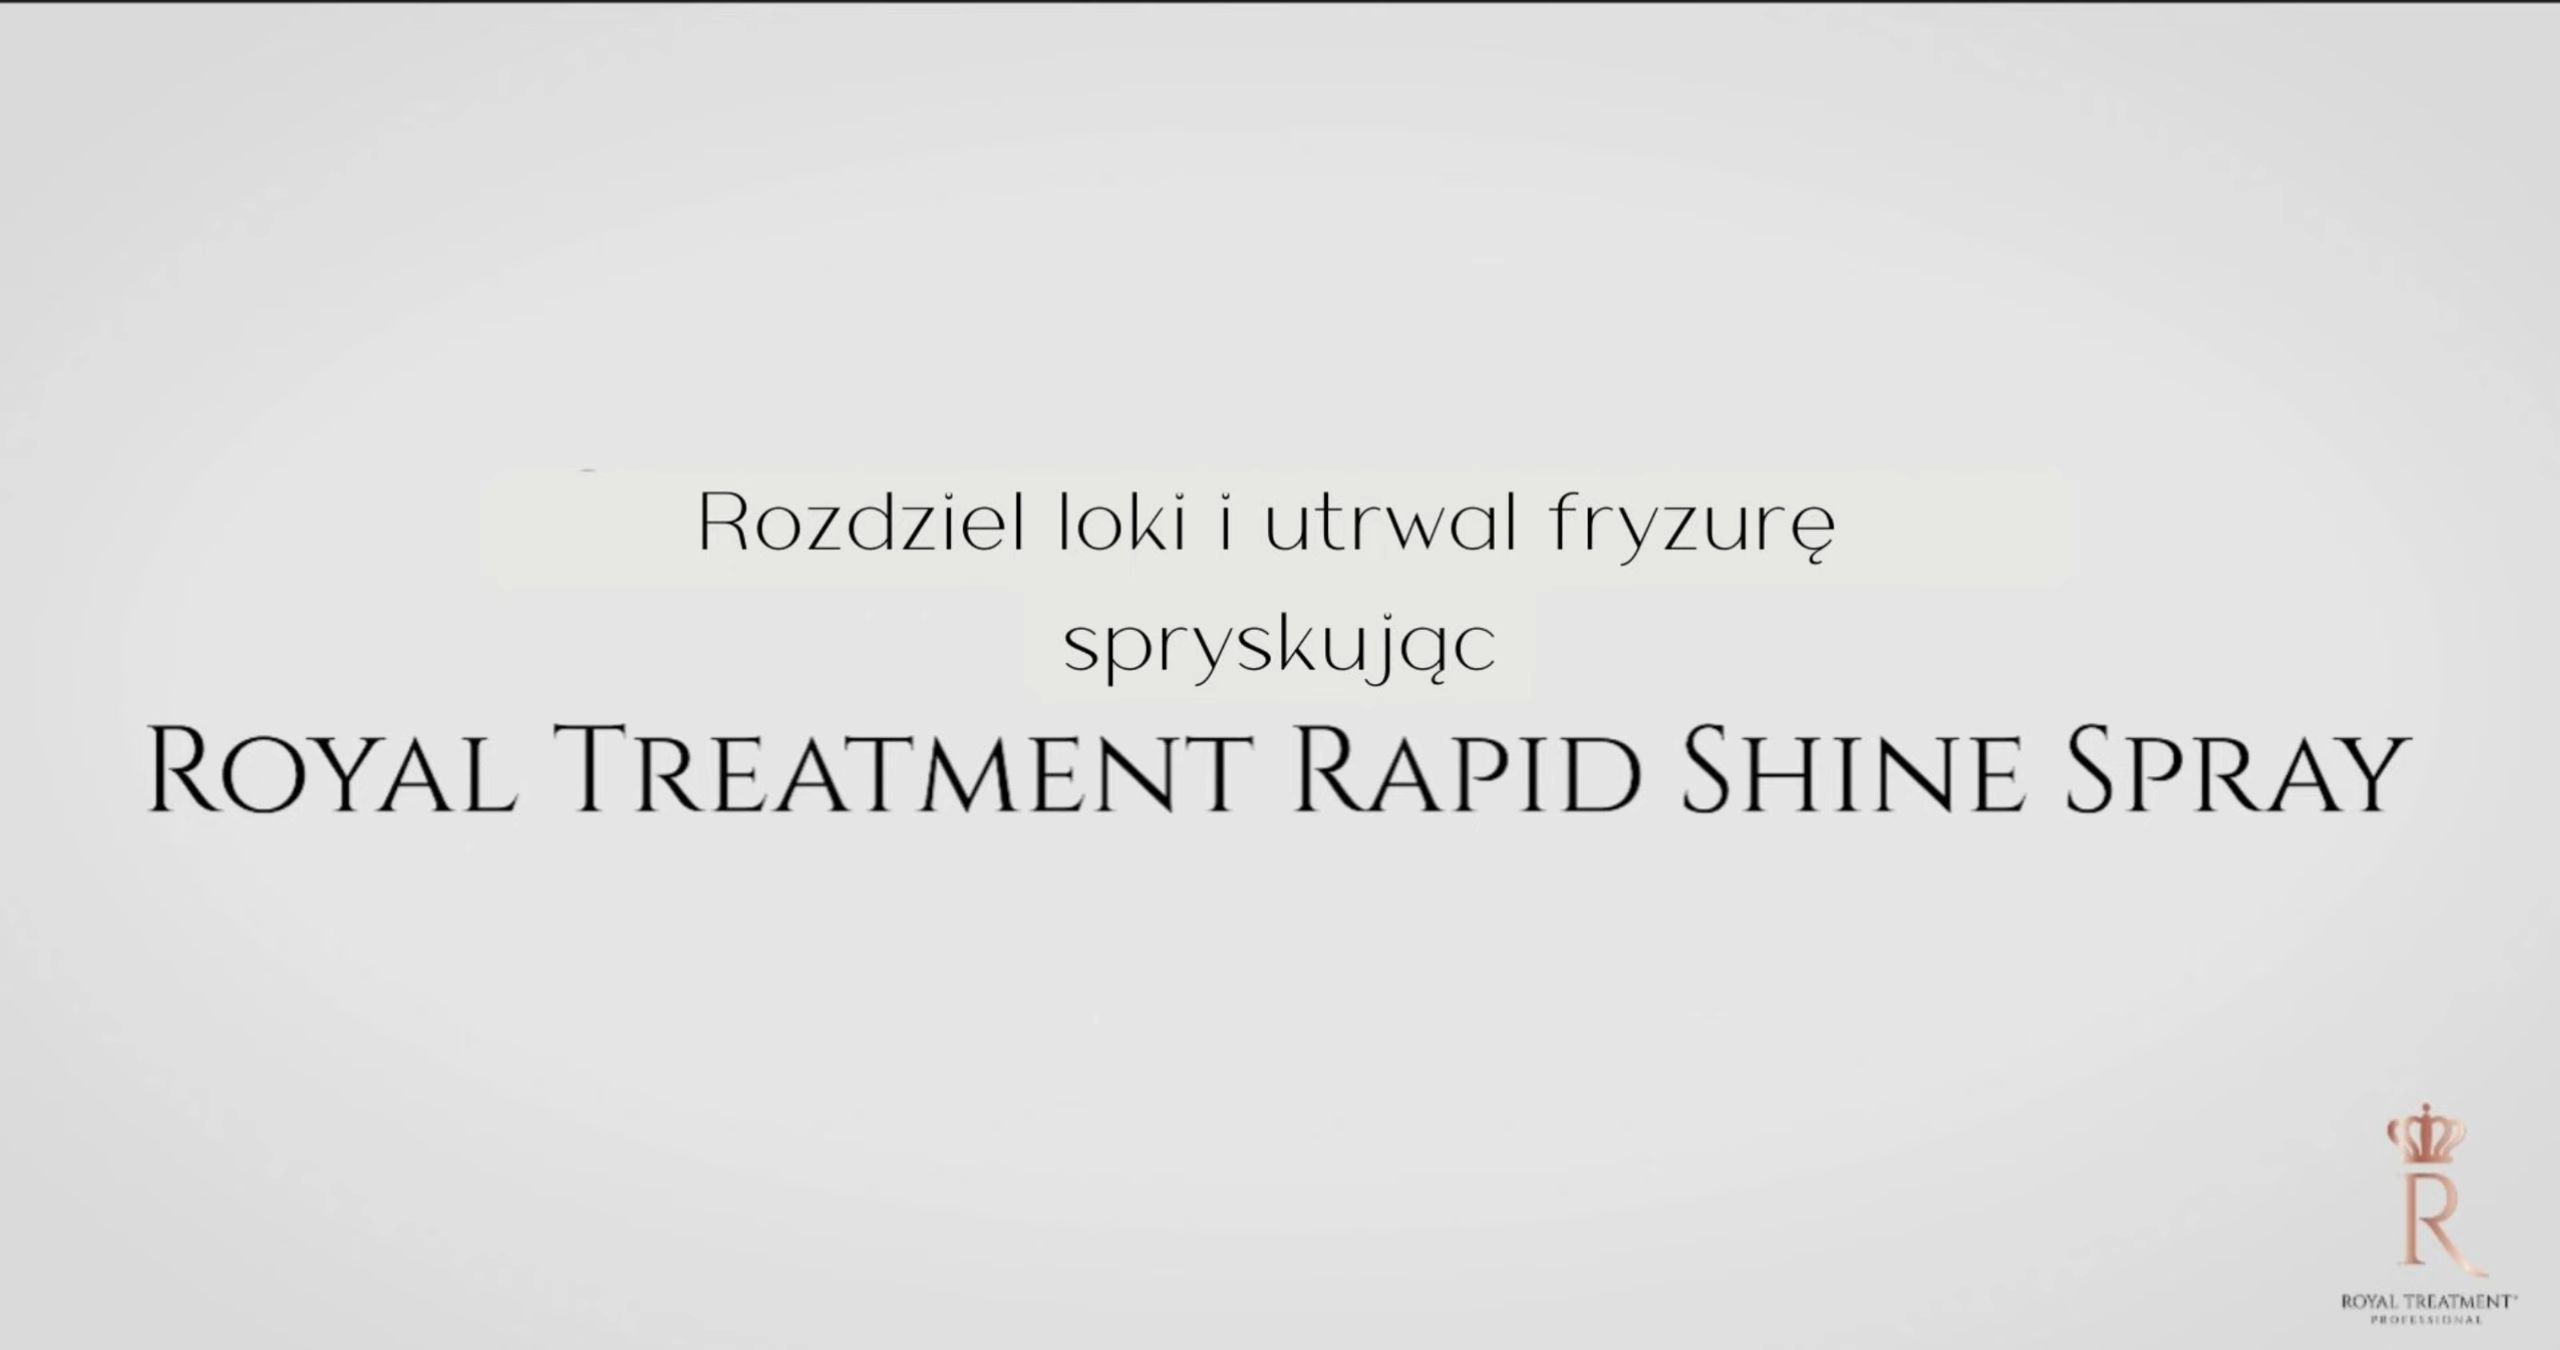 Rozdziel loki i utrwal fryzurę
spryskując
Royal Treatment Rapid Shine Spray
R
ROYAL TREATMENT®
PROFESSIONAL